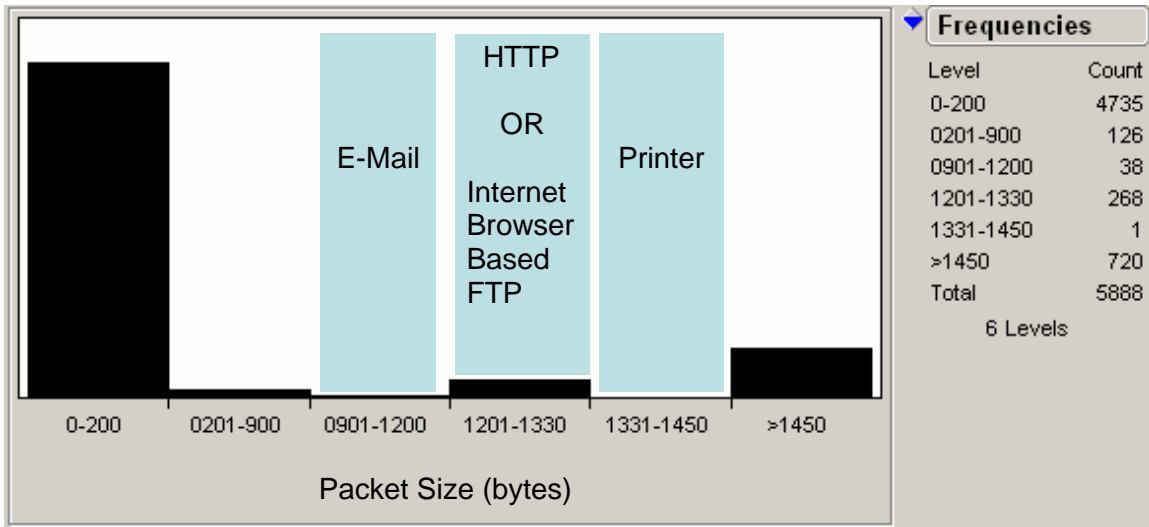 HTTP
OR
Internet
Browser
Based
FTP
E-Mail
Printer
0-200
0201-900
0901-1200
1201-1330
1331-1450
>1450
Packet Size (bytes)
Frequencies
Level Count
0-200 4735
0201-900 126
0901-1200 38
1201-1330 268
1331-1450 1
>1450 720
Total 5888
6 Levels